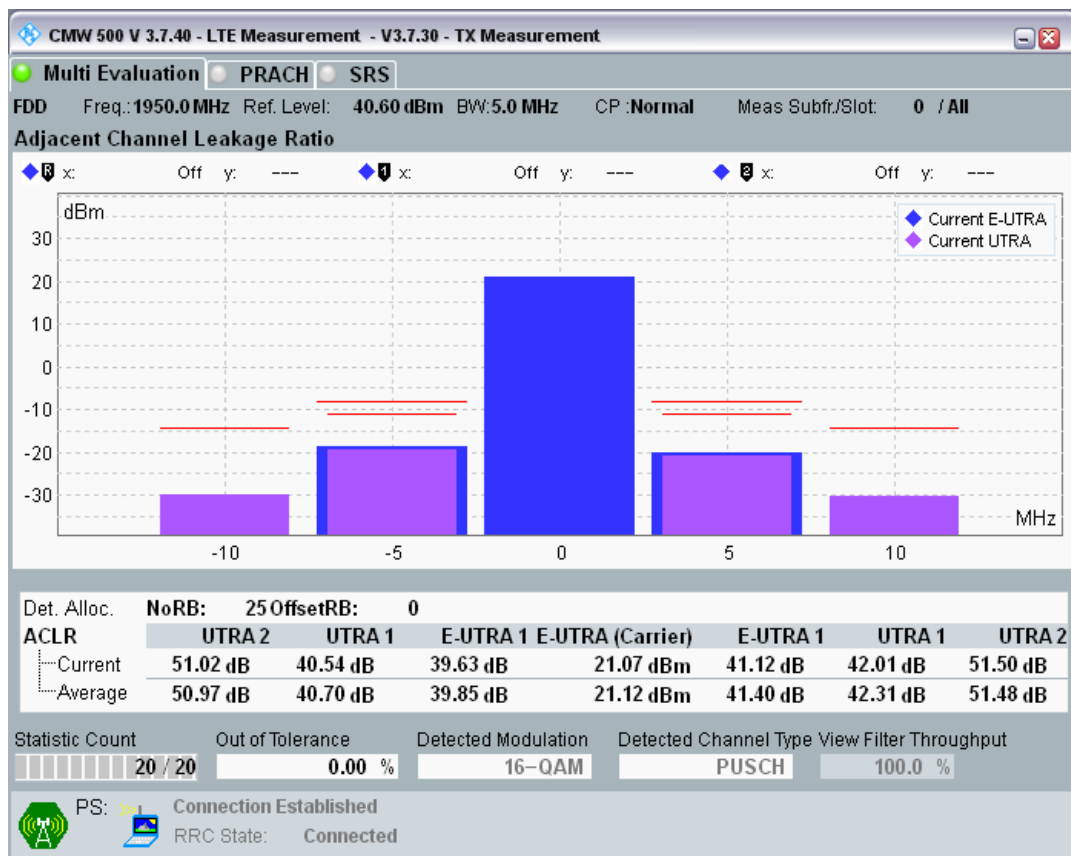 CMW 500 V 3.7.40 - LTE Measurement - V3.7.30 - TX Measurement
Multi Evaluation PRACH SRS
FDD Freq.: 1950.0 MHz Ref. Level: 40.60 dBm BW: 5.0 MHz CP : Normal Meas Subfr./Slot: 0 / All
Adjacent Channel Leakage Ratio
R x: Off y: --- 1 x: Off y: --- 2 x: Off y: ---
dBm
Current E-UTRA
Current UTRA
30
20
10
0
-10
-20
-30
MHz
-10 -5 0 5 10
Det. Alloc. NoRB: 25 OffsetRB: 0
ACLR UTRA 2 UTRA 1 E-UTRA 1 E-UTRA (Carrier) E-UTRA 1 UTRA 1 UTRA 2
Current 51.02 dB 40.54 dB 39.63 dB 21.07 dBm 41.12 dB 42.01 dB 51.50 dB
Average 50.97 dB 40.70 dB 39.85 dB 21.12 dBm 41.40 dB 42.31 dB 51.48 dB
Statistic Count Out of Tolerance Detected Modulation Detected Channel Type View Filter Throughput
20 / 20 0.00 % 16-QAM PUSCH 100.0 %
PS: Connection Established
RRC State: Connected